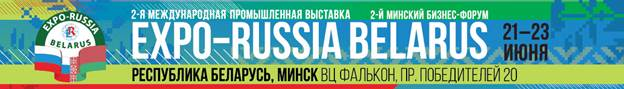 EXPO-RUSSIA
BELARUS
2-Я МЕЖДУНАРОДНАЯ ПРОМЫШЛЕННАЯ ВЫСТАВКА
2-Й МИНСКИЙ БИЗНЕС-ФОРУМ
EXPO-RUSSIA BELARUS
21–23
ИЮНЯ
РЕСПУБЛИКА БЕЛАРУСЬ, МИНСК ВЦ ФАЛЬКОН, ПР. ПОБЕДИТЕЛЕЙ 20